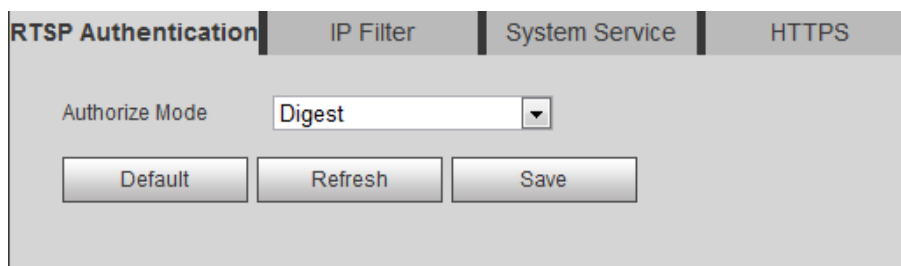 RTSP Authentication IP Filter System Service HTTPS
Authorize Mode Digest
Default Refresh Save